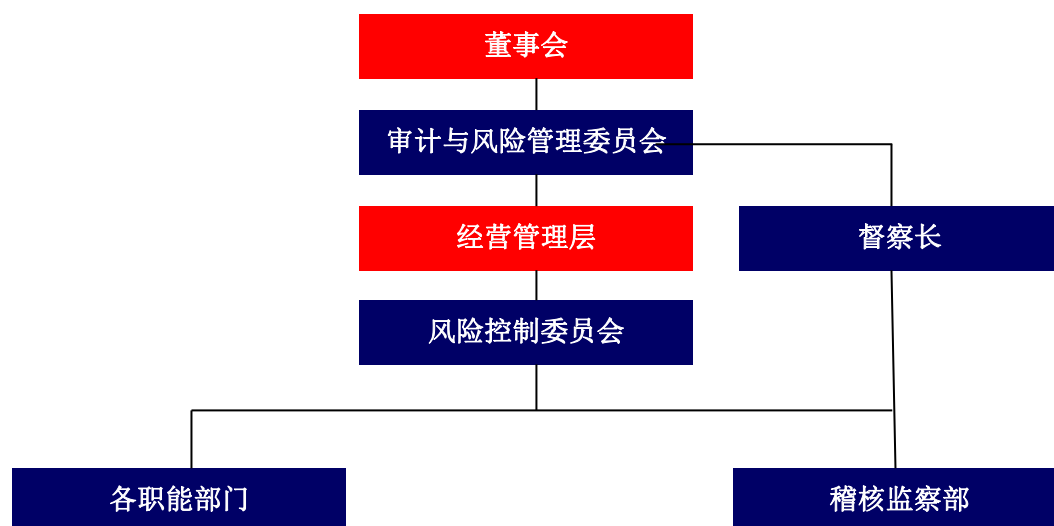 董事会
审计与风险管理委员会
经营管理层
督察长
风险控制委员会
各职能部门
稽核监察部